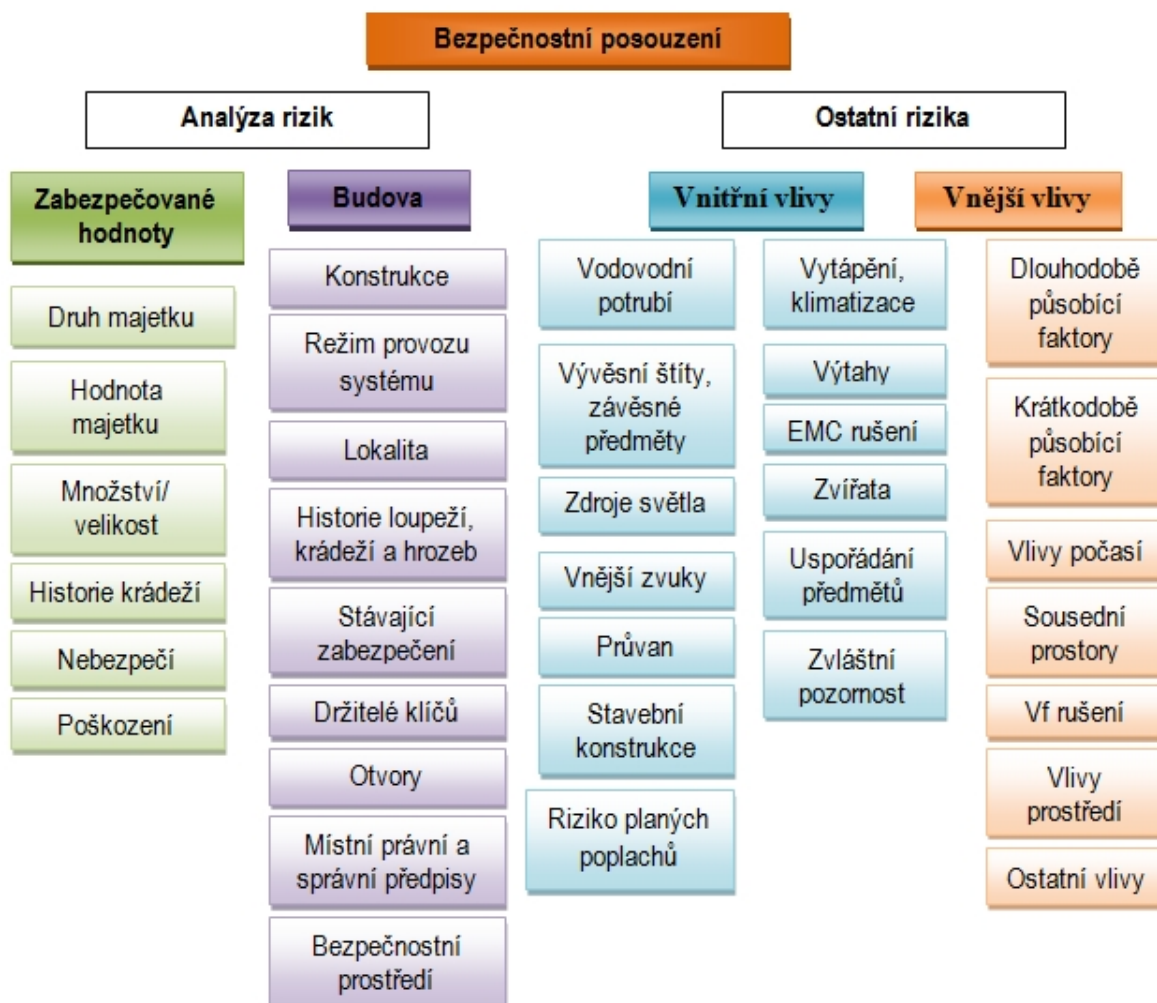 Bezpečnostní posouzení
Analýza rizik
Ostatní rizika
Zabezpečované
hodnoty
Druh majetku
Hodnota
majetku
Množství/
velikost
Historie krádeží
Nebezpečí
Poškození
Budova
Konstrukce
Režim provozu
systému
Lokalita
Historie loupeží,
krádeží a hrozeb
Stávající
zabezpečení
Držitelé klíčů
Otvory
Místní právní a
správní předpisy
Bezpečnostní
prostředí
Vnitřní vlivy
Vodovodní
potrubí
Vývěsní štíty,
závěsné
předměty
Zdroje světla
Vnější zvuky
Průvan
Stavební
konstrukce
Riziko planých
poplachů
Vytápění,
klimatizace
Výtahy
EMC rušení
Zvířata
Uspořádání
předmětů
Zvláštní
pozornost
Vnější vlivy
Dlouhodobě
působící
faktory
Krátkodobě
působící
faktory
Vlivy počasí
Sousední
prostory
Vf rušení
Vlivy
prostředí
Ostatní vlivy